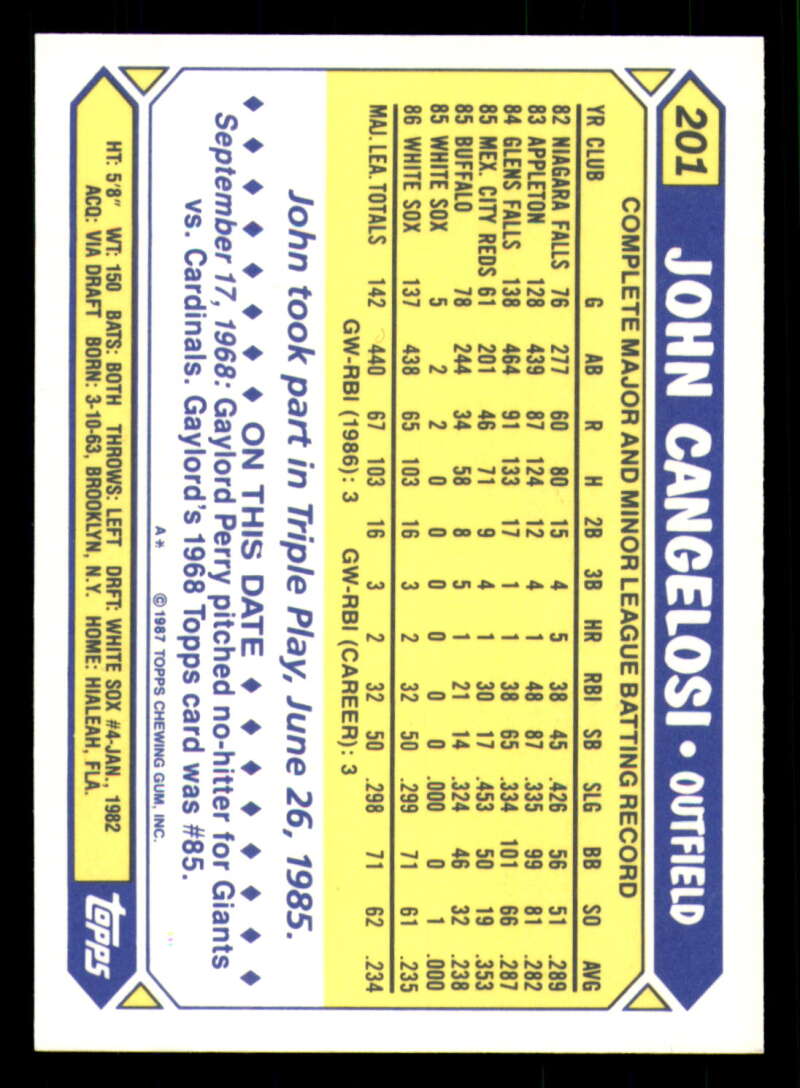 201 JOHN CANGELOSI • OUTFIELD
COMPLETE MAJOR AND MINOR LEAGUE BATTING RECORD
YR CLUB G AB R H 2B 3B HR RBI SB SLG BB SO AVG
82 NIAGARA FALLS 76 277 60 80 15 4 5 38 45 .426 56 51 .289
83 APPLETON 128 439 87 124 12 4 1 48 87 .335 99 81 .282
84 GLENS FALLS 138 464 91 133 17 1 1 38 65 .334 101 66 .287
85 MEX. CITY REDS 61 201 46 71 9 4 1 30 17 .453 50 19 .353
85 BUFFALO 78 244 34 58 8 5 1 21 14 .324 46 32 .238
85 WHITE SOX 5 2 2 0 0 0 0 0 0 .000 0 1 .000
86 WHITE SOX 137 438 65 103 16 3 2 32 50 .299 71 61 .235
MAJ. LEA. TOTALS 142 440 67 103 16 3 2 32 50 .298 71 62 .234
GW-RBI (1986): 3 GW-RBI (CAREER): 3
John took part in Triple Play, June 26, 1985.
♦ ♦ ♦ ♦ ♦ ♦ ♦ ♦ ON THIS DATE ♦ ♦ ♦ ♦ ♦ ♦ ♦ ♦
September 17, 1968: Gaylord Perry pitched no-hitter for Giants
vs. Cardinals. Gaylord's 1968 Topps card was #85.
A** © 1987 TOPPS CHEWING GUM, INC.
HT: 5'8" WT: 150 BATS: BOTH THROWS: LEFT DRFT: WHITE SOX #4-JAN., 1982
ACQ: VIA DRAFT BORN: 3-10-63, BROOKLYN, N.Y. HOME: HIALEAH, FLA.
topps